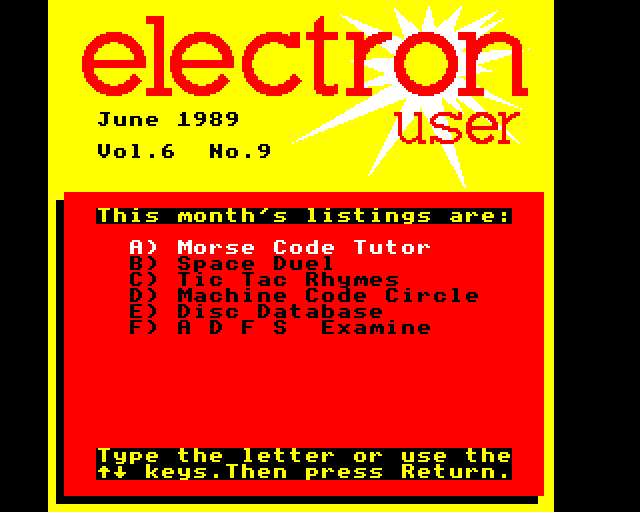 electron
user
June 1989
Vol.6 No.9
This month's listings are:
A) Morse Code Tutor
B) Space Duel
C) Tic Tac Rhymes
D) Machine Code Circle
E) Disc Database
F) A D F S Examine
Type the letter or use the
↑↓ keys.Then press Return.